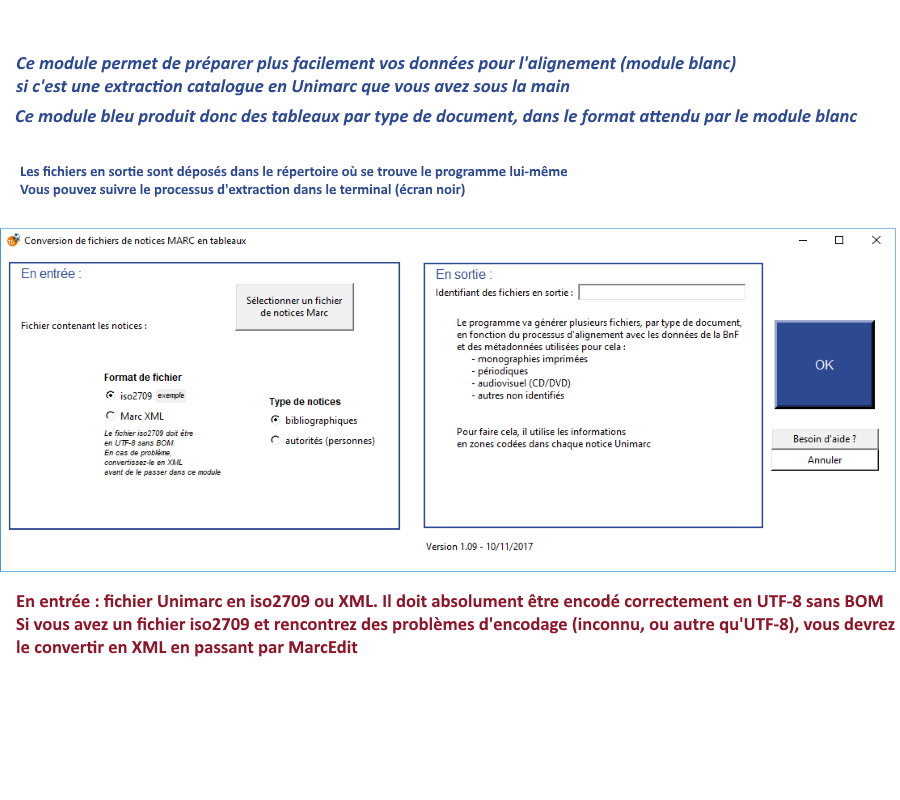 Ce module permet de préparer plus facilement vos données pour l'alignement (module blanc)
si c'est une extraction catalogue en Unimarc que vous avez sous la main
Ce module bleu produit donc des tableaux par type de document, dans le format attendu par le module blanc
Les fichiers en sortie sont déposés dans le répertoire où se trouve le programme lui-même
Vous pouvez suivre le processus d'extraction dans le terminal (écran noir)
Conversion de fichiers de notices MARC en tableaux
En entrée :
Sélectionner un fichier
de notices Marc
Fichier contenant les notices :
Format de fichier
iso2709 exemple
Marc XML
Le fichier iso2709 doit être
en UTF-8 sans BOM.
En cas de problème,
convertissez-le en XML
avant de le passer dans ce module
Type de notices
bibliographiques
autorités (personnes)
En sortie :
Identifiant des fichiers en sortie :
Le programme va générer plusieurs fichiers, par type de document,
en fonction du processus d'alignement avec les données de la BnF
et des métadonnées utilisées pour cela :
- monographies imprimées
- périodiques
- audiovisuel (CD/DVD)
- autres non identifiés
Pour faire cela, il utilise les informations
en zones codées dans chaque notice Unimarc
OK
Besoin d'aide ?
Annuler
Version 1.09 - 10/11/2017
En entrée : fichier Unimarc en iso2709 ou XML. Il doit absolument être encodé correctement en UTF-8 sans BOM
Si vous avez un fichier iso2709 et rencontrez des problèmes d'encodage (inconnu, ou autre qu'UTF-8), vous devrez
le convertir en XML en passant par MarcEdit